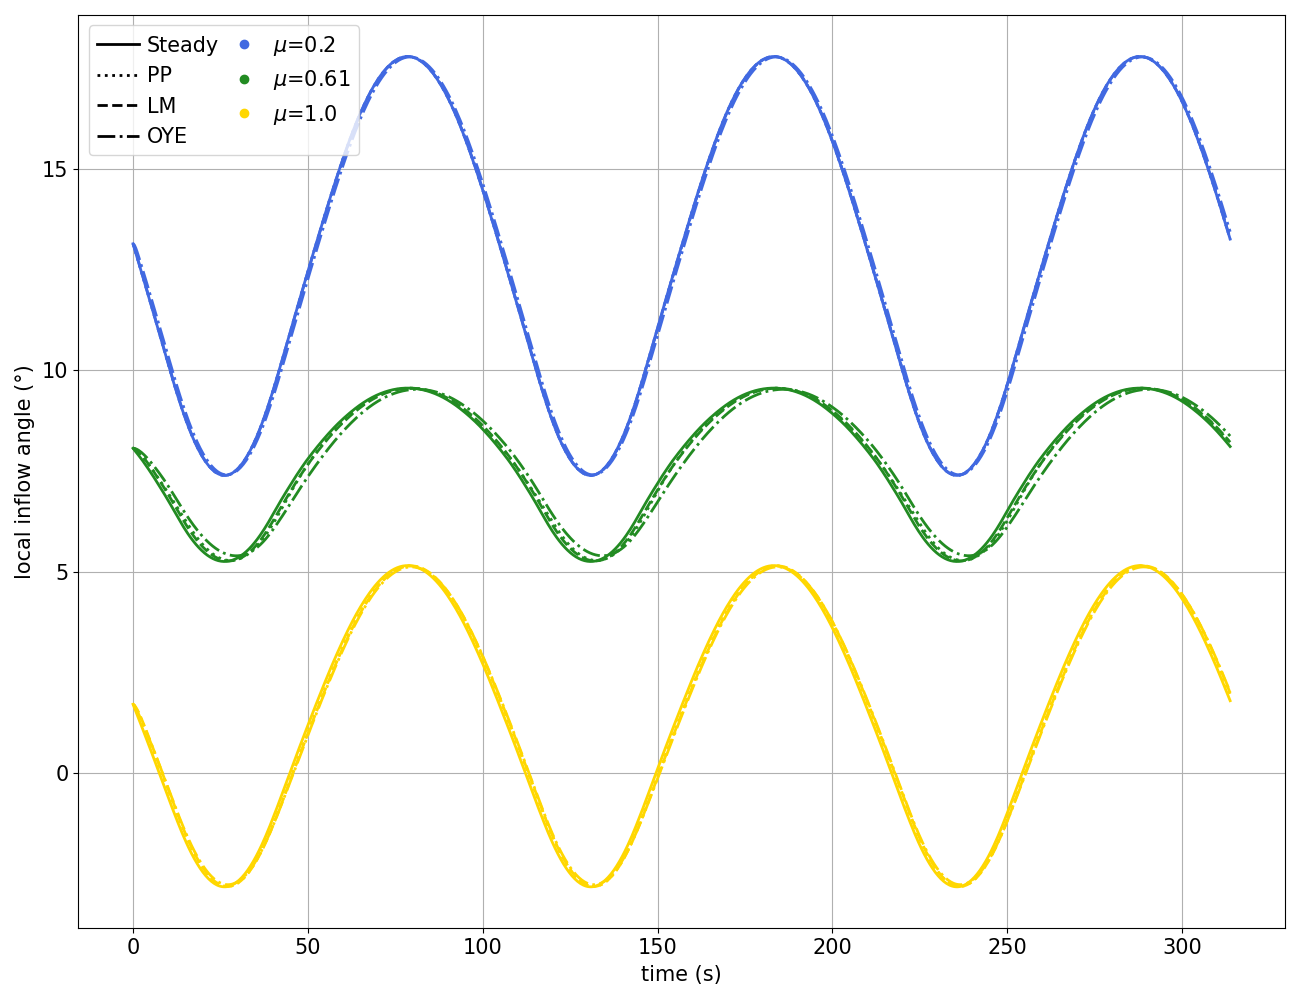 Steady
PP
LM
OYE
μ=0.2
μ=0.61
μ=1.0
local inflow angle (°)
15
10
5
0
0 50 100 150 200 250 300
time (s)